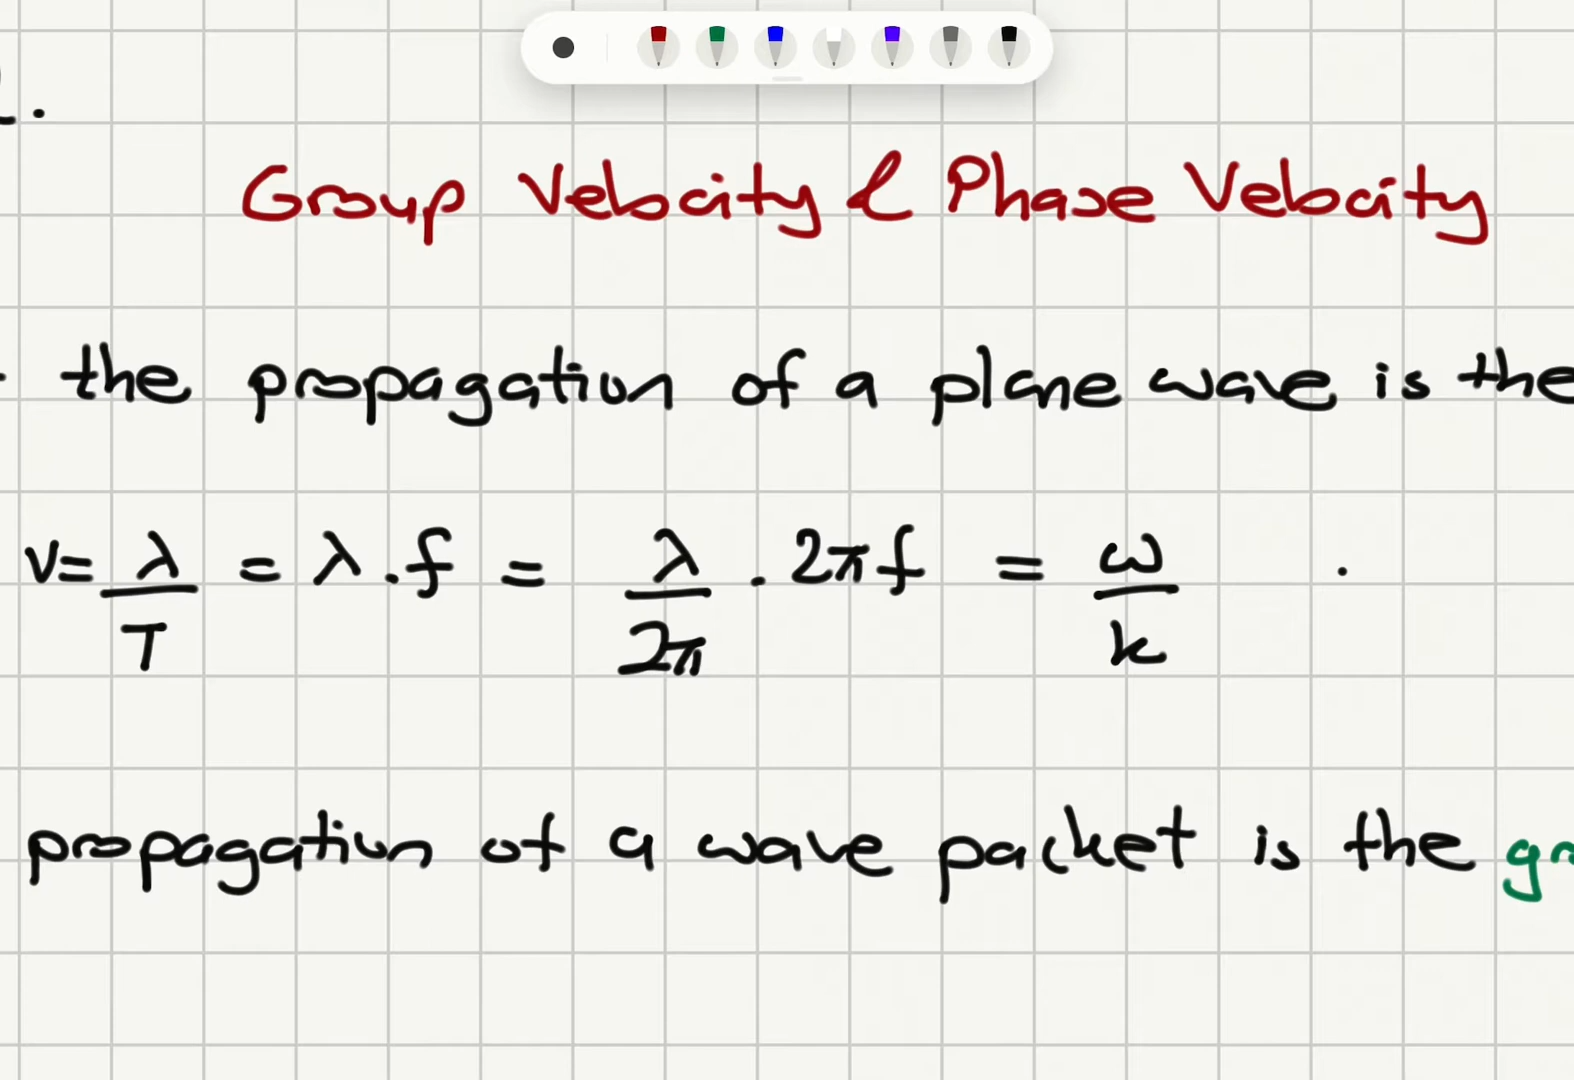 Group Velocity & Phase Velocity
the propagation of a plane wave is the
v = λ/T = λ . f = λ/2π . 2πf = ω/k .
propagation of a wave packet is the